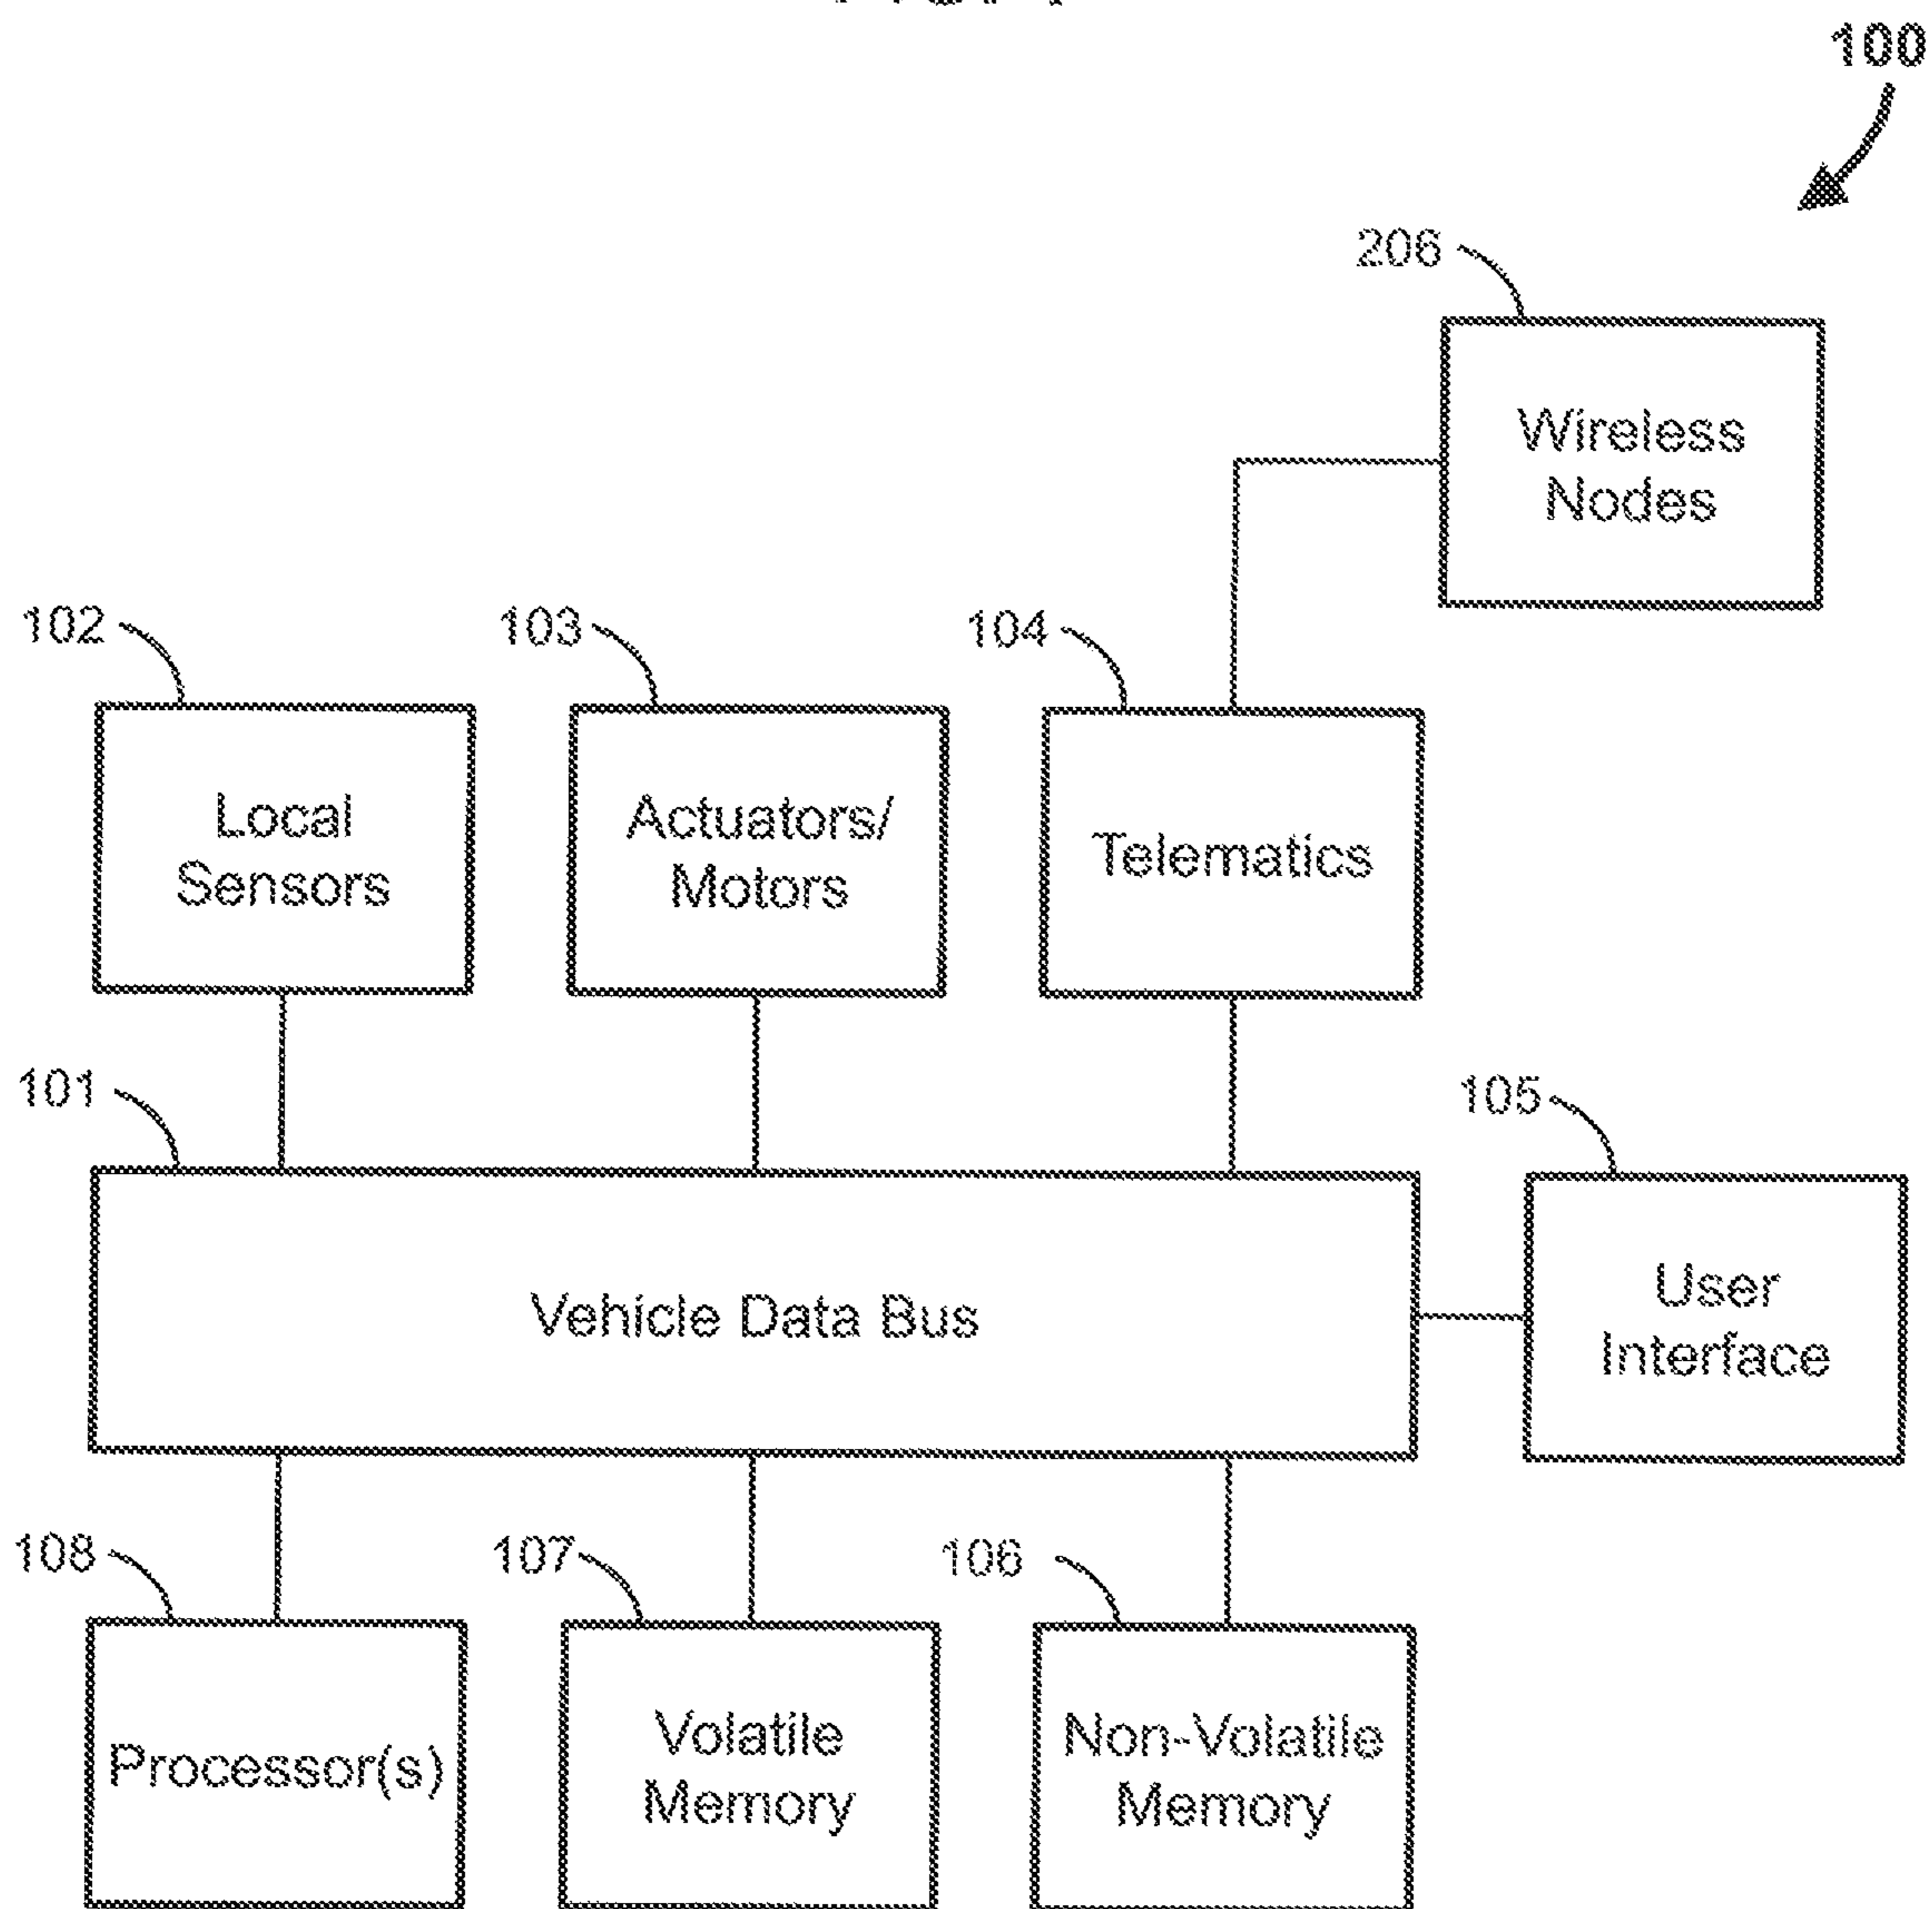 100
206
Wireless
Nodes
102
103
104
Local
Sensors
Actuators/
Motors
Telematics
101
105
Vehicle Data Bus
User
Interface
108
107
106
Processor(s)
Volatile
Memory
Non-Volatile
Memory